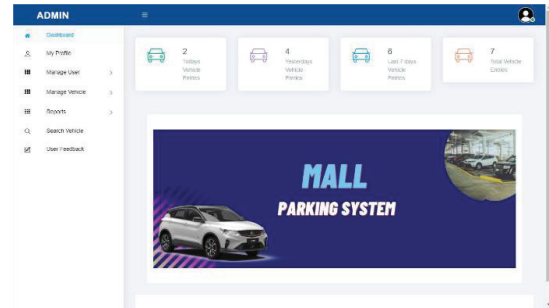 ADMIN
Dashboard
My Profile
Manage User
Manage Vehicle
Reports
Search Vehicle
User Feedback
2
Todays
Vehicle
Entries
4
Yesterdays
Vehicle
Entries
6
Last 7 days
Vehicle
Entries
7
Total Vehicle
Entries
MALL
PARKING SYSTEM